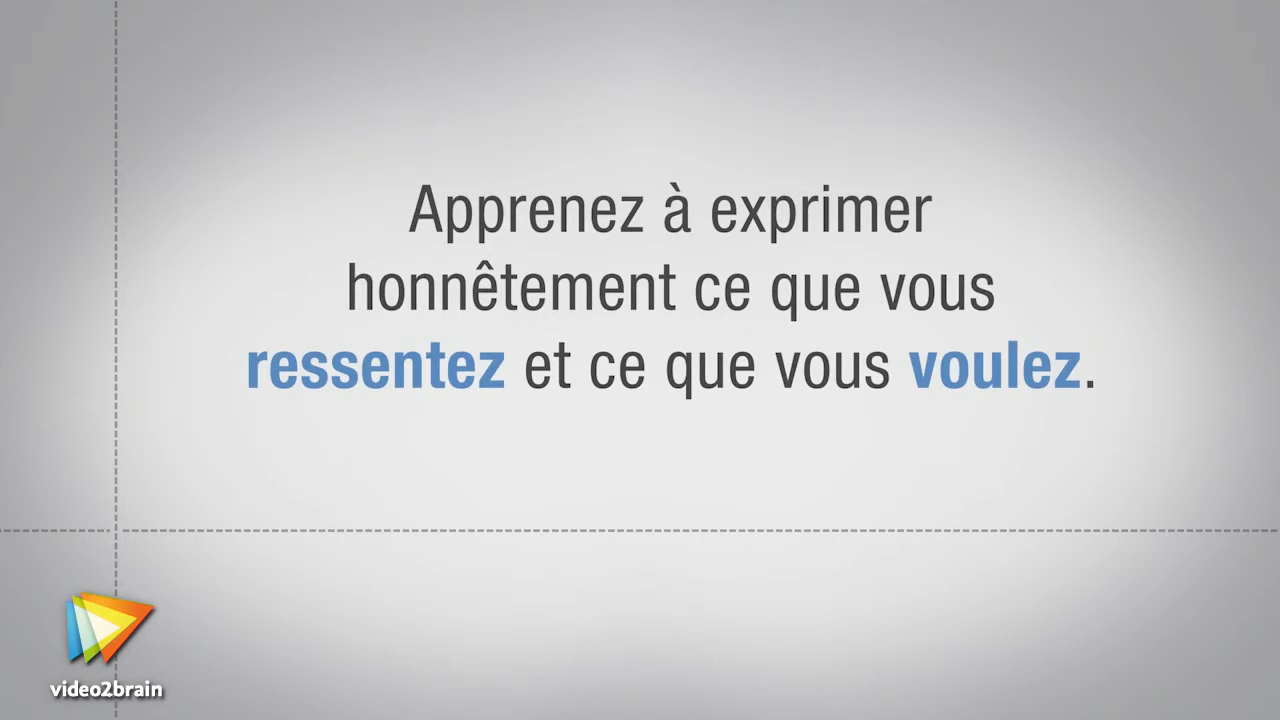 Apprenez à exprimer
honnêtement ce que vous
ressentez et ce que vous voulez.
video2brain